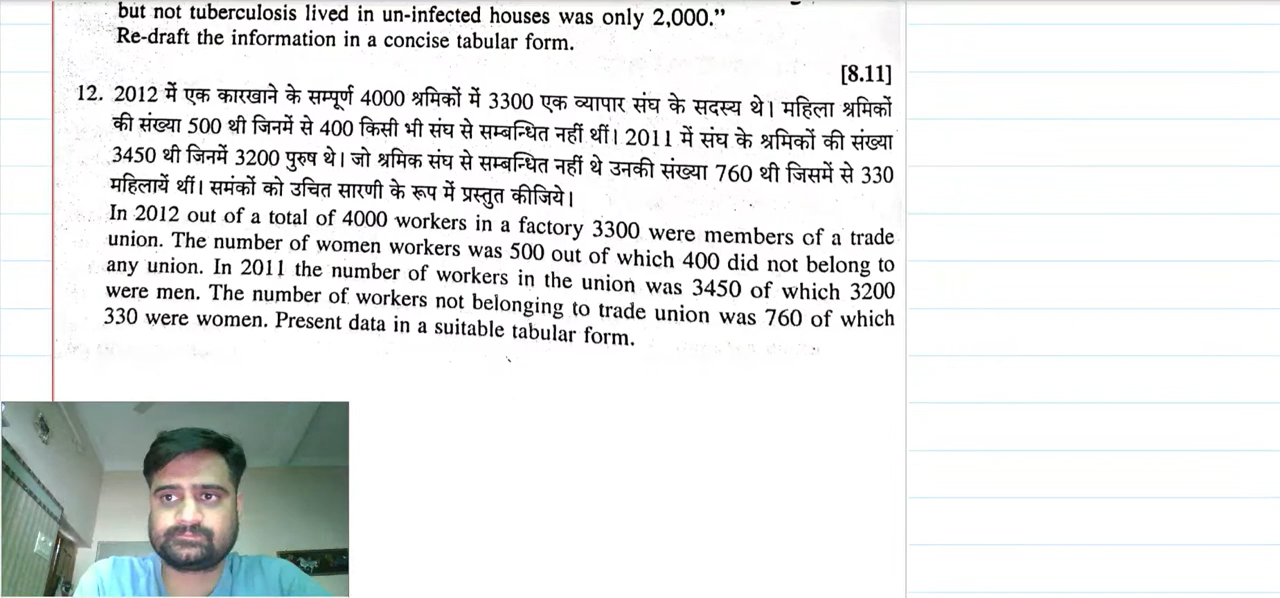 but not tuberculosis lived in un-infected houses was only 2,000."
Re-draft the information in a concise tabular form.
[8.11]
12. 2012 में एक कारखाने के सम्पूर्ण 4000 श्रमिकों में 3300 एक व्यापार संघ के सदस्य थे। महिला श्रमिकों
की संख्या 500 थी जिनमें से 400 किसी भी संघ से सम्बन्धित नहीं थीं। 2011 में संघ के श्रमिकों की संख्या
3450 थी जिनमें 3200 पुरुष थे। जो श्रमिक संघ से सम्बन्धित नहीं थे उनकी संख्या 760 थी जिसमें से 330
महिलायें थीं। समंकों को उचित सारणी के रूप में प्रस्तुत कीजिये।
In 2012 out of a total of 4000 workers in a factory 3300 were members of a trade
union. The number of women workers was 500 out of which 400 did not belong to
any union. In 2011 the number of workers in the union was 3450 of which 3200
were men. The number of workers not belonging to trade union was 760 of which
330 were women. Present data in a suitable tabular form.